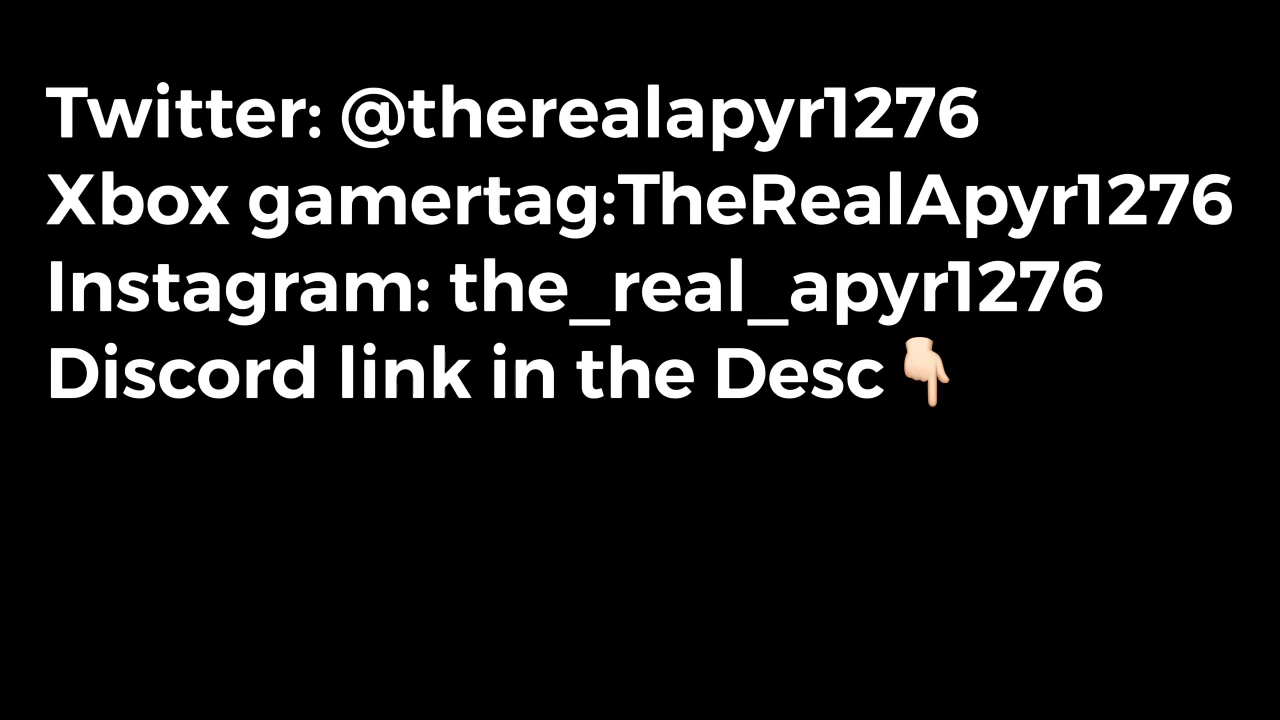 Twitter: @therealapyr1276
Xbox gamertag:TheRealApyr1276
Instagram: the_real_apyr1276
Discord link in the Desc👇🏻